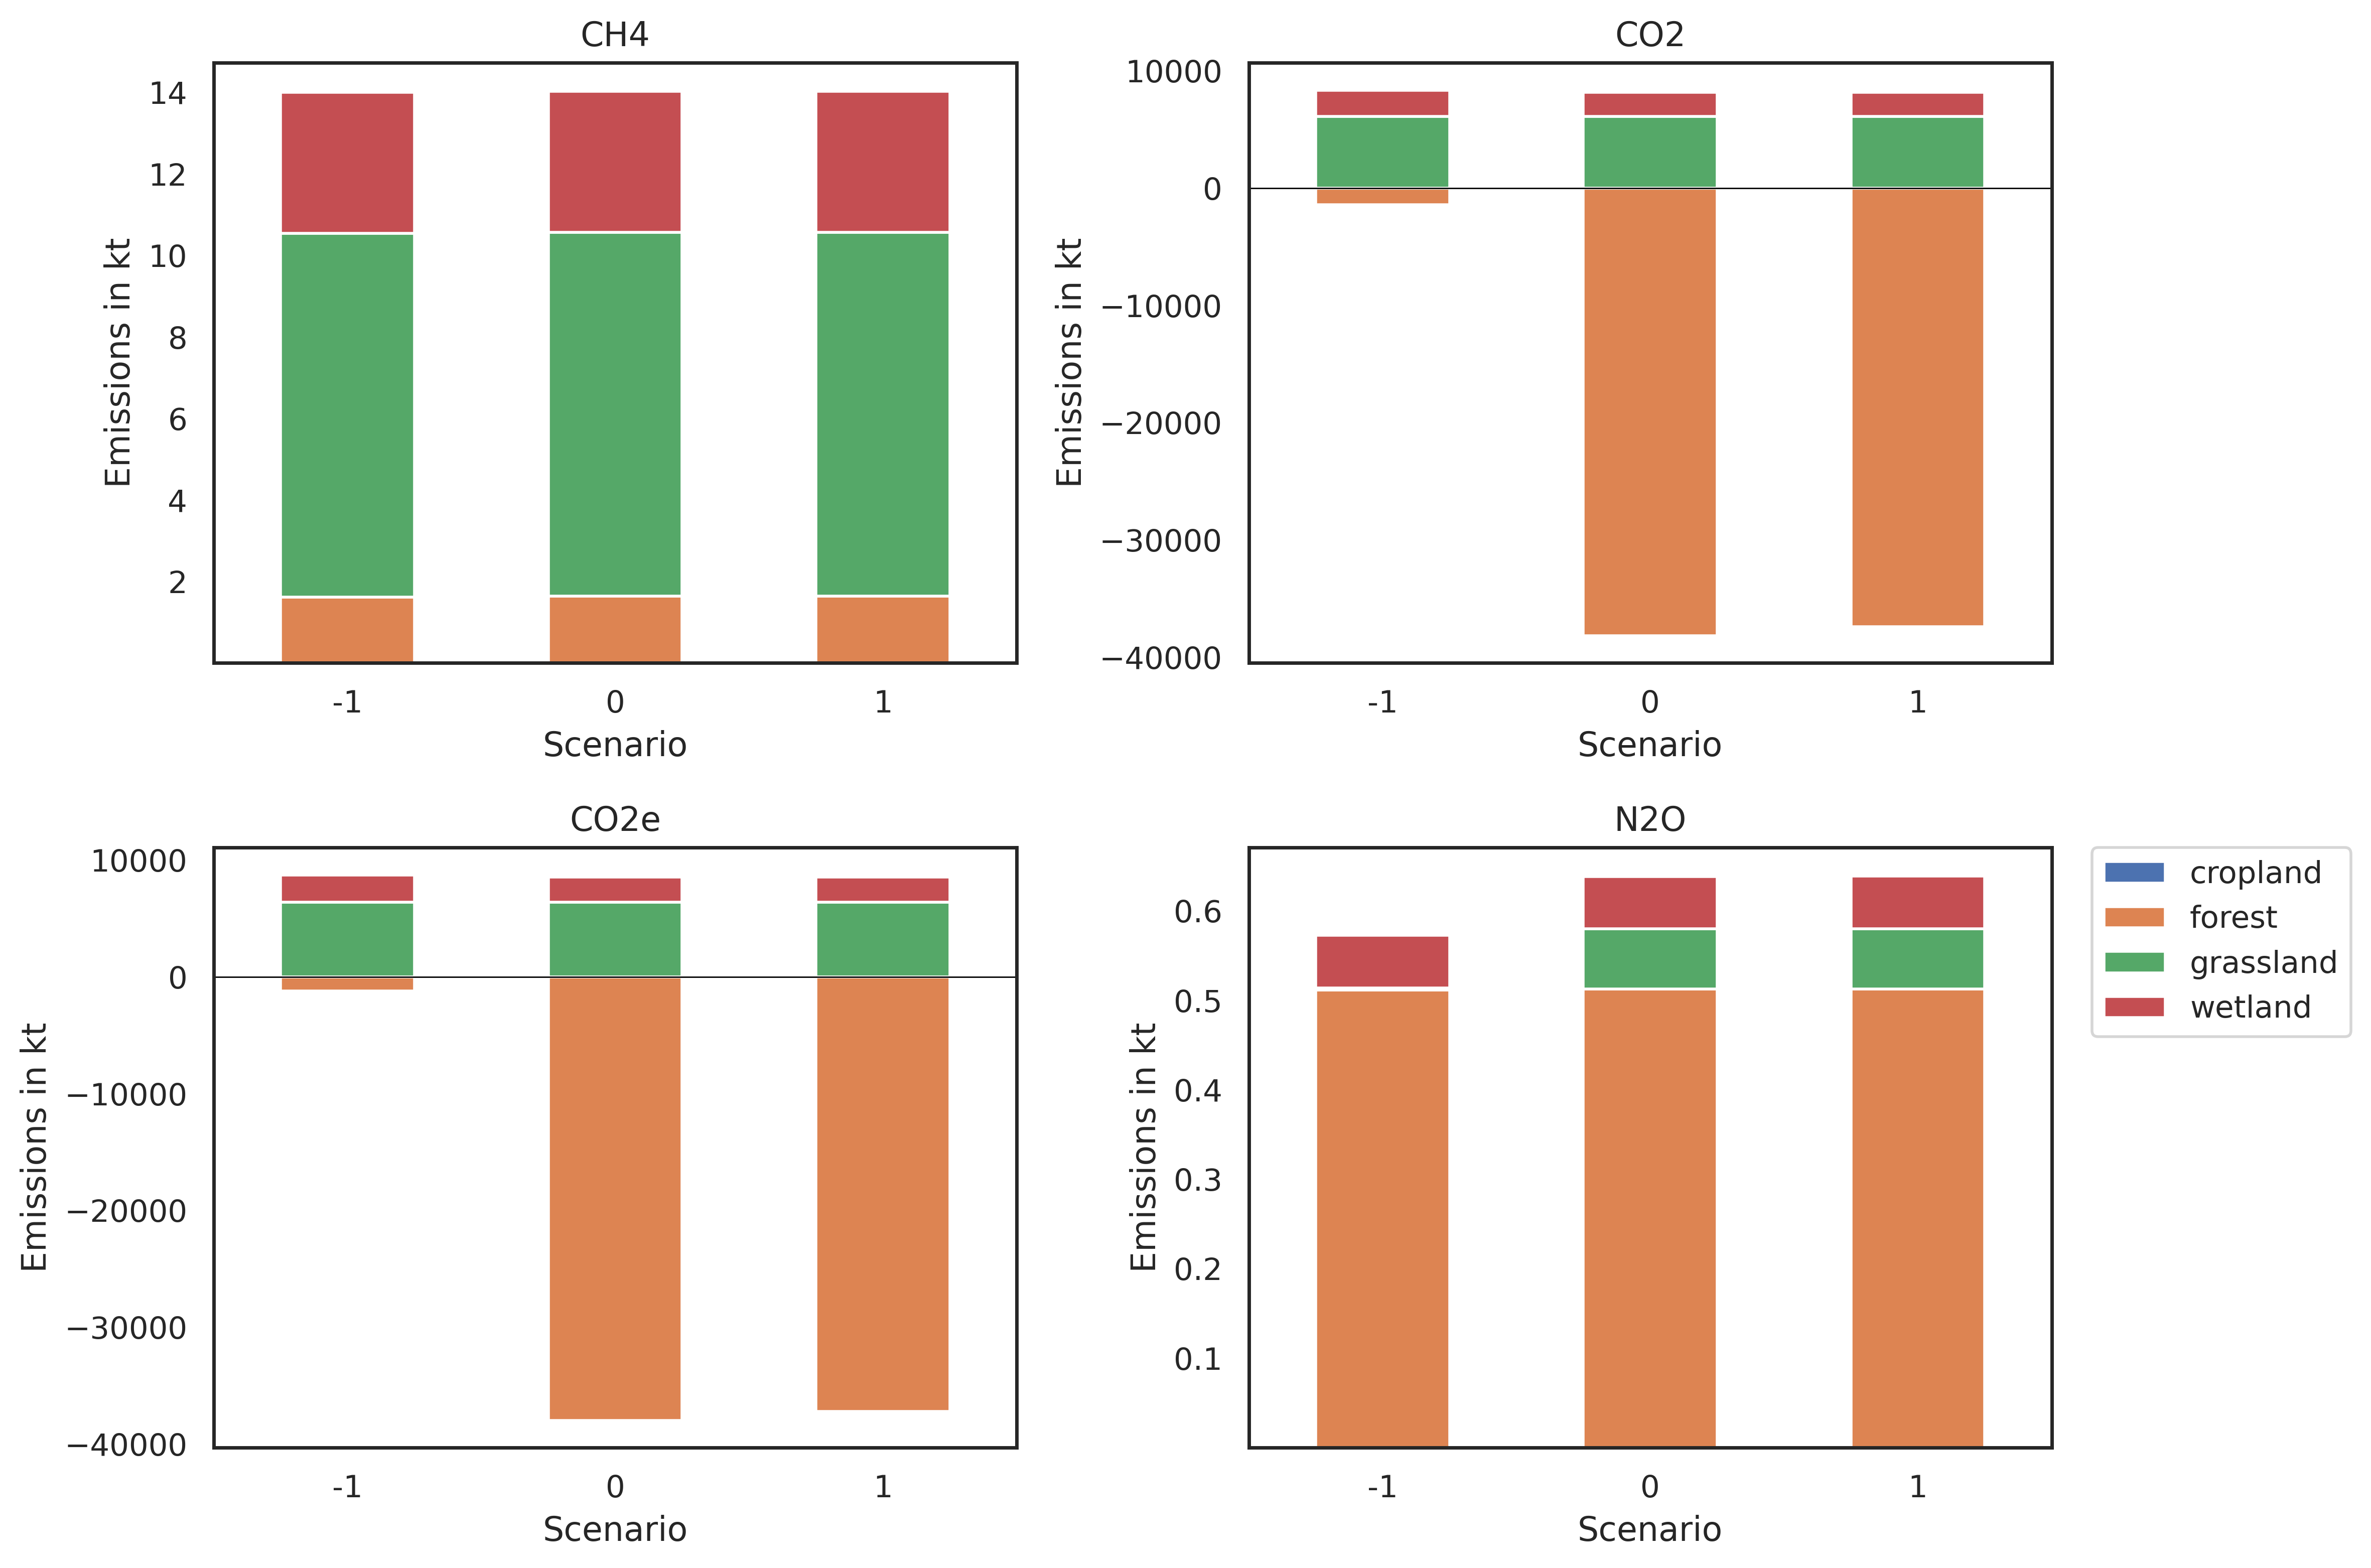 CH4
14
12
10
8
6
4
2
Emissions in kt
-1 0 1
Scenario
CO2
10000
0
−10000
−20000
−30000
−40000
Emissions in kt
-1 0 1
Scenario
CO2e
10000
0
−10000
−20000
−30000
−40000
Emissions in kt
-1 0 1
Scenario
N2O
0.6
0.5
0.4
0.3
0.2
0.1
Emissions in kt
-1 0 1
Scenario
cropland
forest
grassland
wetland